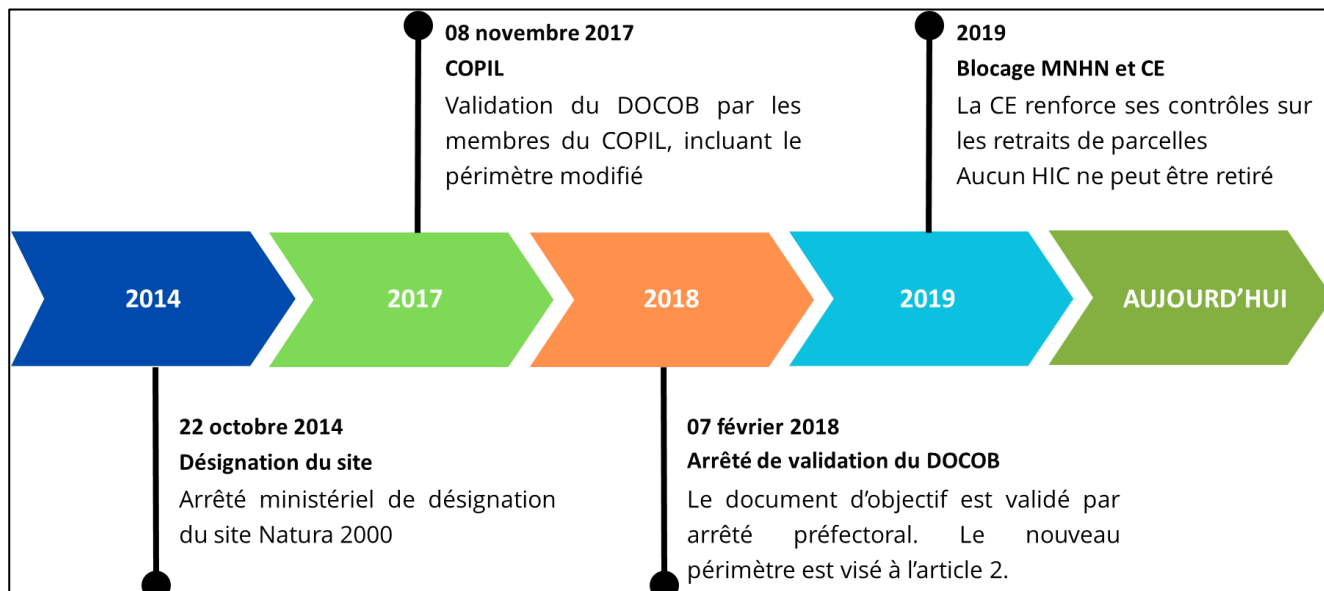 08 novembre 2017
COPIL
Validation du DOCOB par les
membres du COPIL, incluant le
périmètre modifié
2019
Blocage MNHN et CE
La CE renforce ses contrôles sur
les retraits de parcelles
Aucun HIC ne peut être retiré
2014
2017
2018
2019
AUJOURD’HUI
22 octobre 2014
Désignation du site
Arrêté ministériel de désignation
du site Natura 2000
07 février 2018
Arrêté de validation du DOCOB
Le document d’objectif est validé par
arrêté préfectoral. Le nouveau
périmètre est visé à l’article 2.